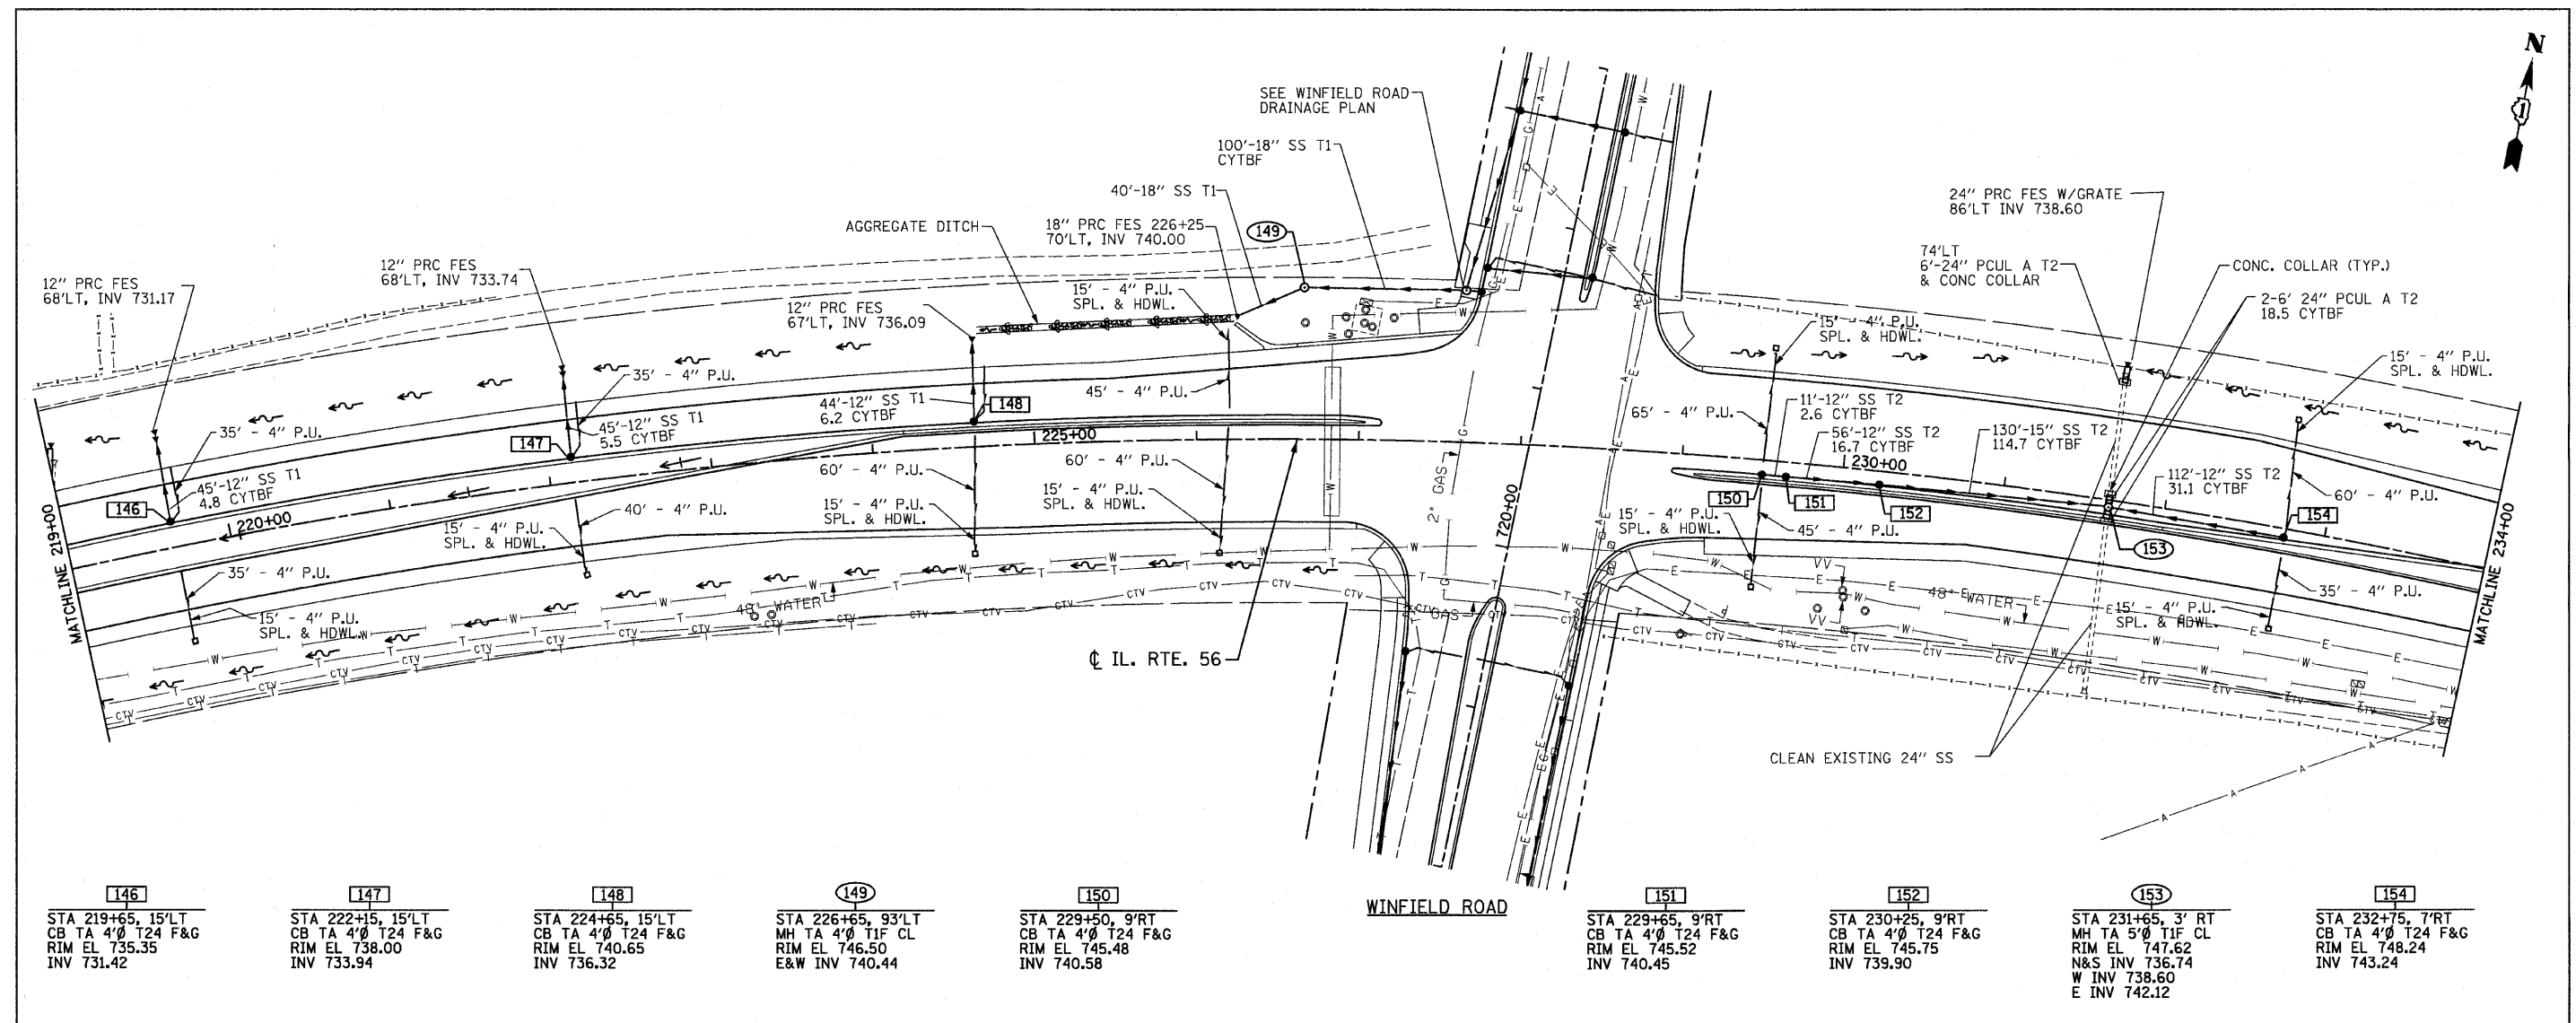 N
1
SEE WINFIELD ROAD
DRAINAGE PLAN
100'-18" SS T1
CYTBF
40'-18" SS T1
AGGREGATE DITCH
18" PRC FES 226+25
70'LT, INV 740.00
149
24" PRC FES W/GRATE
86'LT INV 738.60
74'LT
6'-24" PCUL A T2
& CONC COLLAR
CONC. COLLAR (TYP.)
2-6' 24" PCUL A T2
18.5 CYTBF
12" PRC FES
68'LT, INV 731.17
12" PRC FES
68'LT, INV 733.74
12" PRC FES
67'LT, INV 736.09
15' - 4" P.U.
SPL. & HDWL.
15' - 4" P.U.
SPL. & HDWL.
15' - 4" P.U.
SPL. & HDWL.
35' - 4" P.U.
45' - 4" P.U.
44'-12" SS T1
6.2 CYTBF
148
65' - 4" P.U.
11'-12" SS T2
2.6 CYTBF
56'-12" SS T2
16.7 CYTBF
130'-15" SS T2
114.7 CYTBF
35' - 4" P.U.
45'-12" SS T1
5.5 CYTBF
147
225+00
230+00
60' - 4" P.U.
60' - 4" P.U.
112'-12" SS T2
31.1 CYTBF
60' - 4" P.U.
45'-12" SS T1
4.8 CYTBF
146
220+00
15' - 4" P.U.
SPL. & HDWL.
40' - 4" P.U.
15' - 4" P.U.
SPL. & HDWL.
15' - 4" P.U.
SPL. & HDWL.
2" GAS
720+00
15' - 4" P.U.
SPL. & HDWL.
150
151
152
45' - 4" P.U.
153
154
MATCHLINE 219+00
MATCHLINE 234+00
35' - 4" P.U.
15' - 4" P.U.
SPL. & HDWL.
48" WATER
GAS
VV
VV
48" WATER
15' - 4" P.U.
SPL. & HDWL.
35' - 4" P.U.
℄ IL. RTE. 56
CLEAN EXISTING 24" SS
WINFIELD ROAD
146
STA 219+65, 15'LT
CB TA 4'Ø T24 F&G
RIM EL 735.35
INV 731.42
147
STA 222+15, 15'LT
CB TA 4'Ø T24 F&G
RIM EL 738.00
INV 733.94
148
STA 224+65, 15'LT
CB TA 4'Ø T24 F&G
RIM EL 740.65
INV 736.32
149
STA 226+65, 93'LT
MH TA 4'Ø T1F CL
RIM EL 746.50
E&W INV 740.44
150
STA 229+50, 9'RT
CB TA 4'Ø T24 F&G
RIM EL 745.48
INV 740.58
151
STA 229+65, 9'RT
CB TA 4'Ø T24 F&G
RIM EL 745.52
INV 740.45
152
STA 230+25, 9'RT
CB TA 4'Ø T24 F&G
RIM EL 745.75
INV 739.90
153
STA 231+65, 3' RT
MH TA 5'Ø T1F CL
RIM EL 747.62
N&S INV 736.74
W INV 738.60
E INV 742.12
154
STA 232+75, 7'RT
CB TA 4'Ø T24 F&G
RIM EL 748.24
INV 743.24